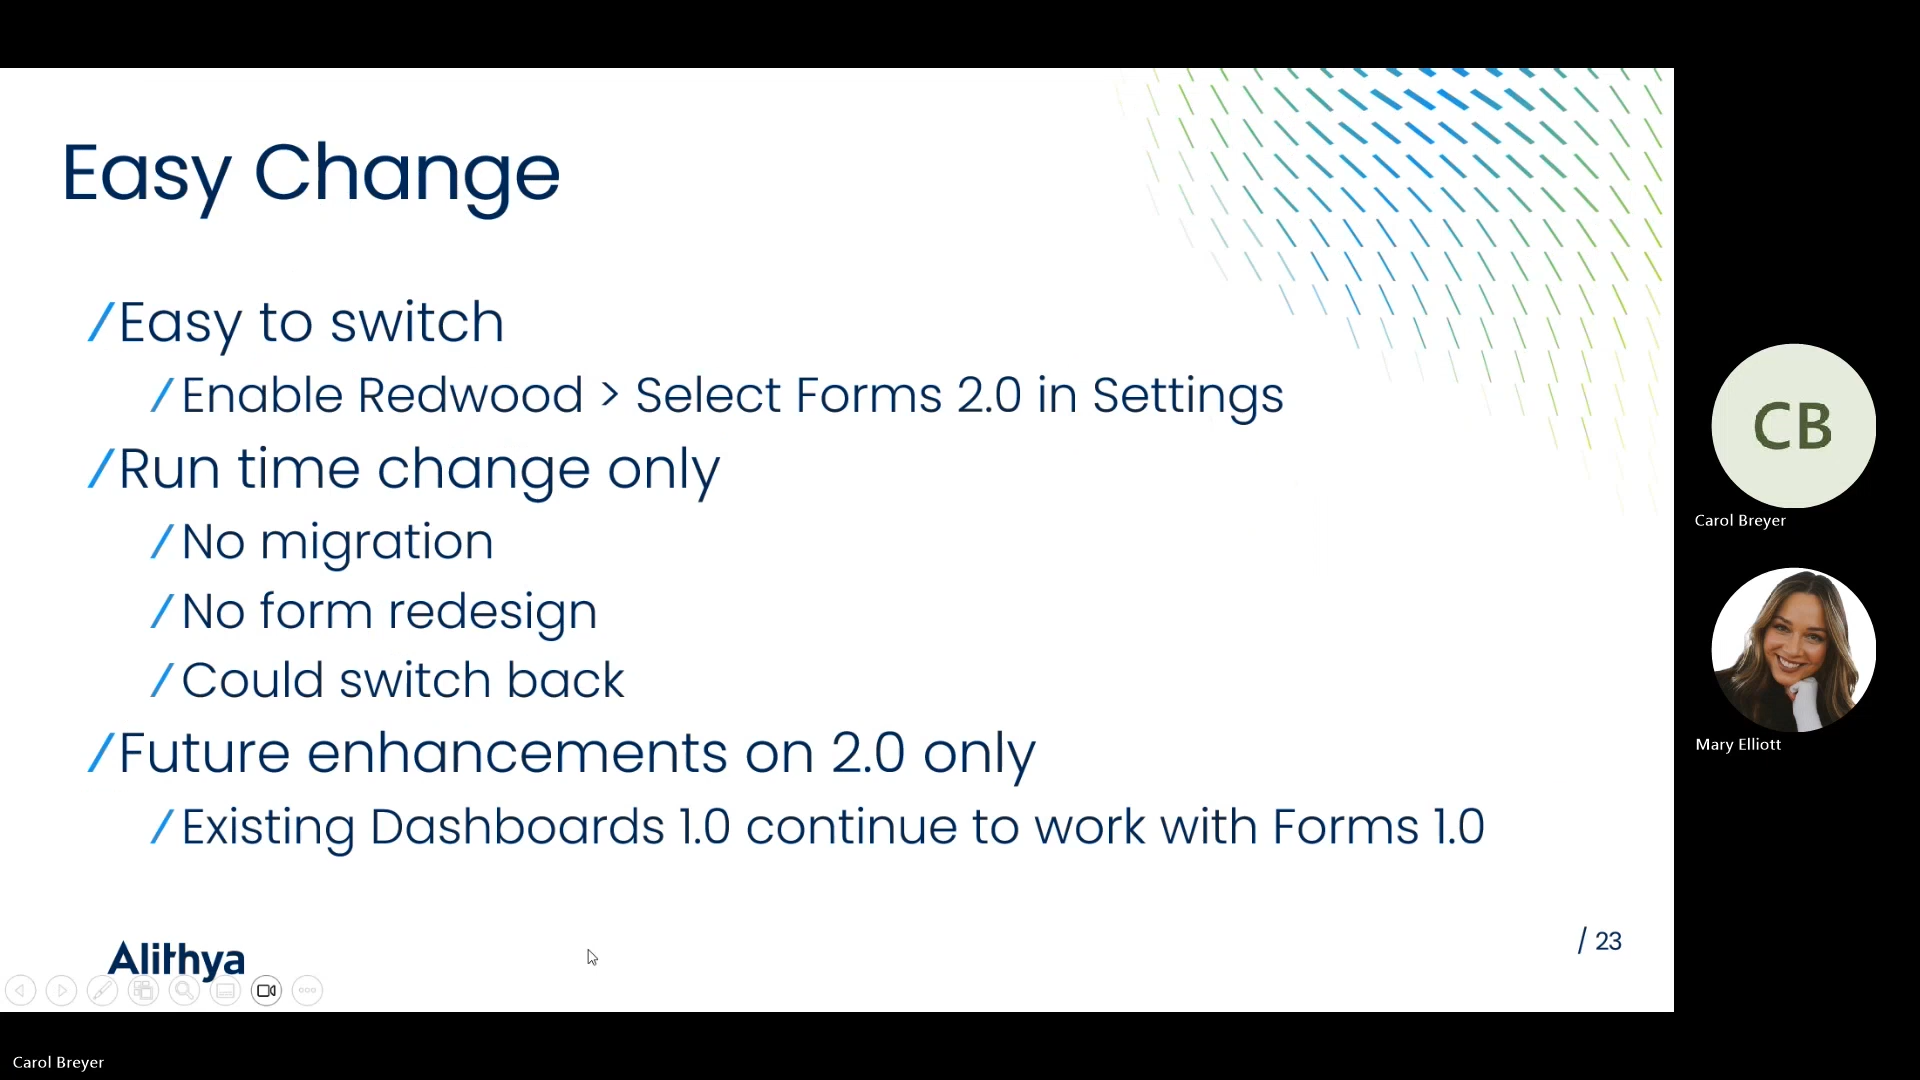 Easy Change
/Easy to switch
/Enable Redwood > Select Forms 2.0 in Settings
/Run time change only
/No migration
/No form redesign
/Could switch back
/Future enhancements on 2.0 only
/Existing Dashboards 1.0 continue to work with Forms 1.0
Alithya
/ 23
CB
Carol Breyer
Mary Elliott
Carol Breyer